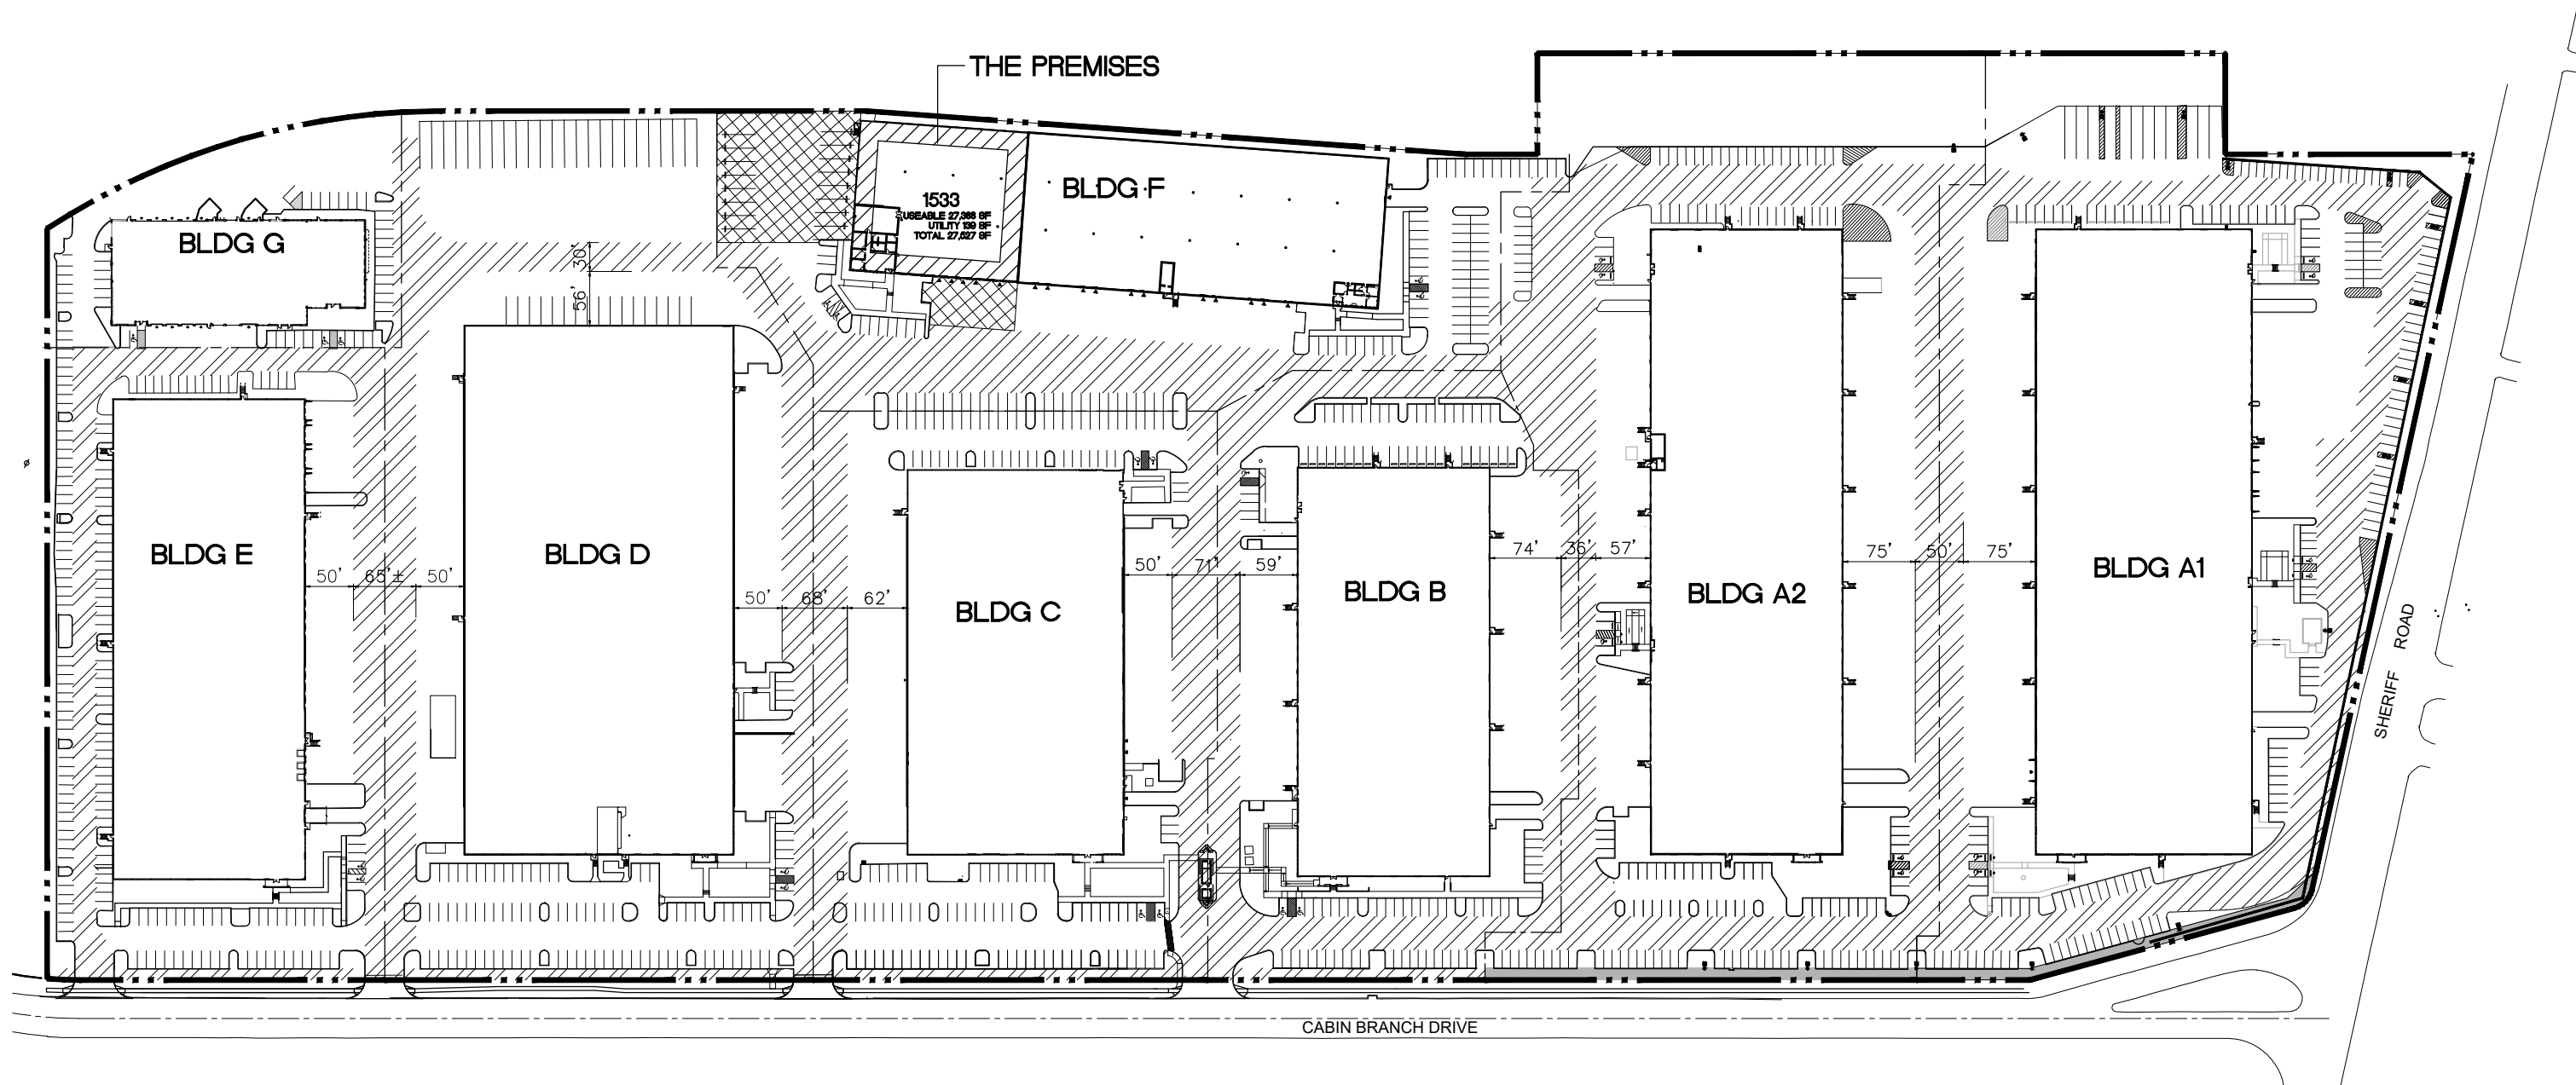 THE PREMISES
BLDG F
1533
USEABLE 27,388 SF
UTILITY 139 SF
TOTAL 27,527 SF
BLDG G
30'
56'
BLDG E
BLDG D
BLDG C
BLDG B
BLDG A2
BLDG A1
50'
65'±
50'
50'
68'
62'
50'
71'
59'
74'
36'
57'
75'
50'
75'
SHERIFF ROAD
CABIN BRANCH DRIVE